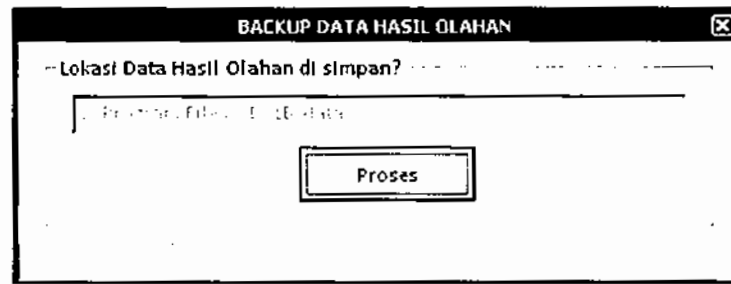 BACKUP DATA HASIL OLAHAN
Lokasi Data Hasil Olahan di simpan?
Proses